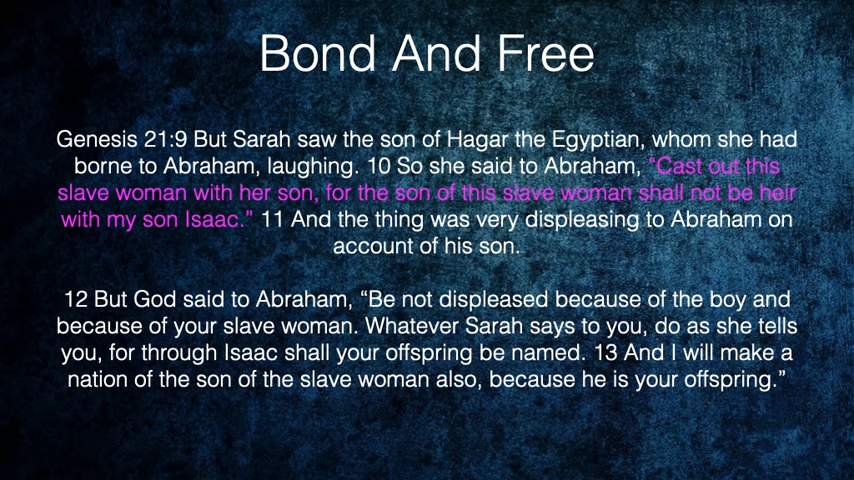 Bond And Free
Genesis 21:9 But Sarah saw the son of Hagar the Egyptian, whom she had
borne to Abraham, laughing. 10 So she said to Abraham, “Cast out this
slave woman with her son, for the son of this slave woman shall not be heir
with my son Isaac.” 11 And the thing was very displeasing to Abraham on
account of his son.
12 But God said to Abraham, “Be not displeased because of the boy and
because of your slave woman. Whatever Sarah says to you, do as she tells
you, for through Isaac shall your offspring be named. 13 And I will make a
nation of the son of the slave woman also, because he is your offspring.”